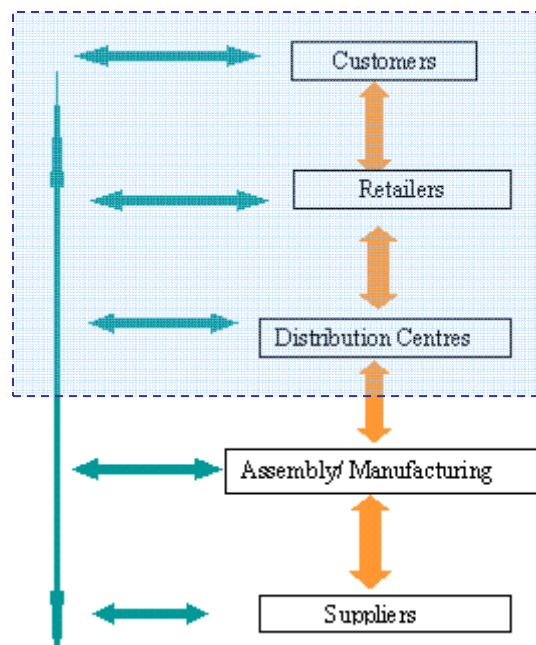 Customers
Retailers
Distribution Centres
Assembly/ Manufacturing
Suppliers